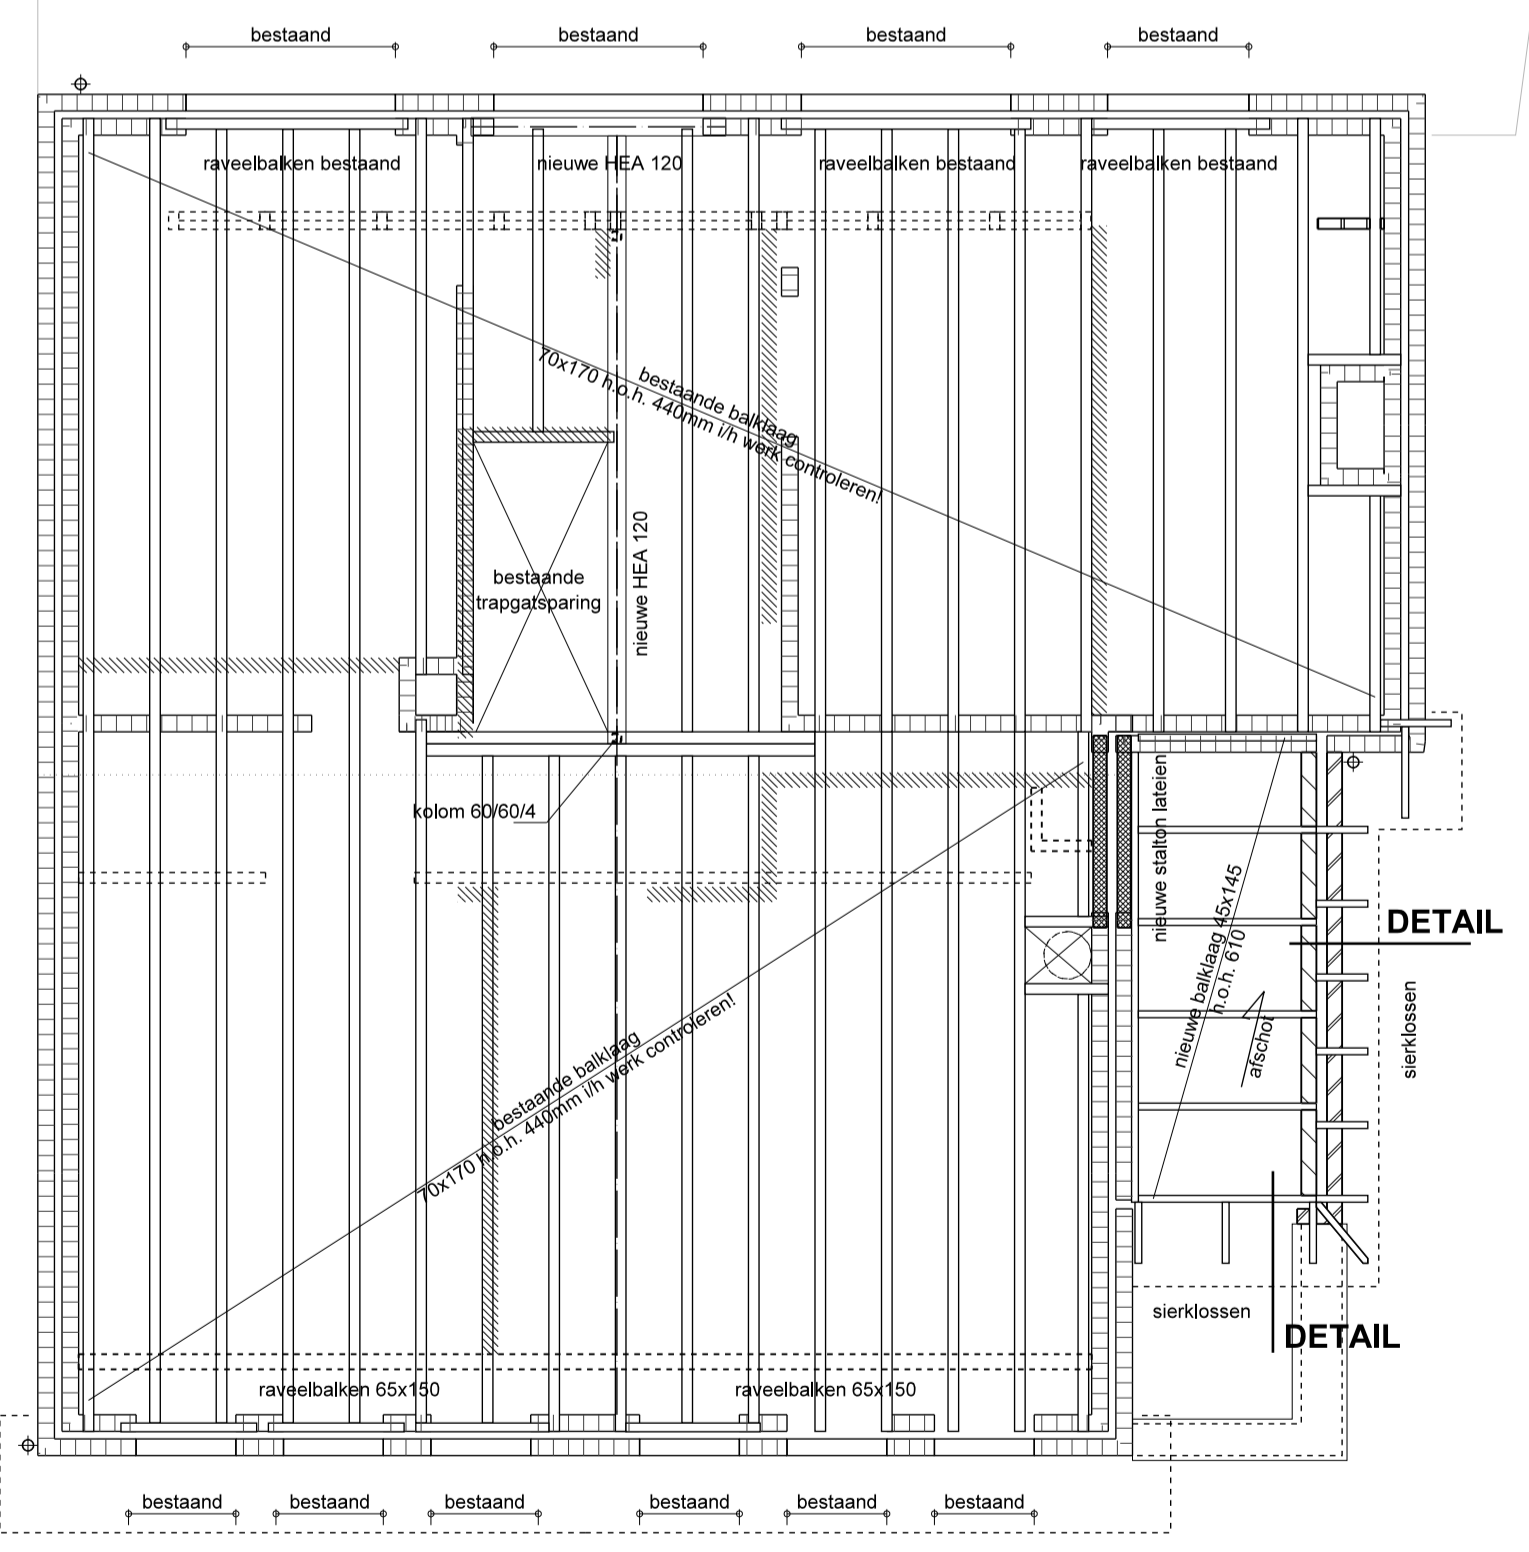 bestaand
bestaand
bestaand
bestaand
raveelbalken bestaand
nieuwe HEA 120
raveelbalken bestaand
raveelbalken bestaand
bestaande balklaag
70x170 h.o.h. 440mm i/h werk controleren!
nieuwe HEA 120
bestaande
trapgatsparing
kolom 60/60/4
nieuwe stalton lateien
nieuwe balklaag 45x145
h.o.h. 610
afschot
DETAIL
sierklossen
bestaande balklaag
70x170 h.o.h. 440mm i/h werk controleren!
sierklossen
DETAIL
raveelbalken 65x150
raveelbalken 65x150
bestaand
bestaand
bestaand
bestaand
bestaand
bestaand